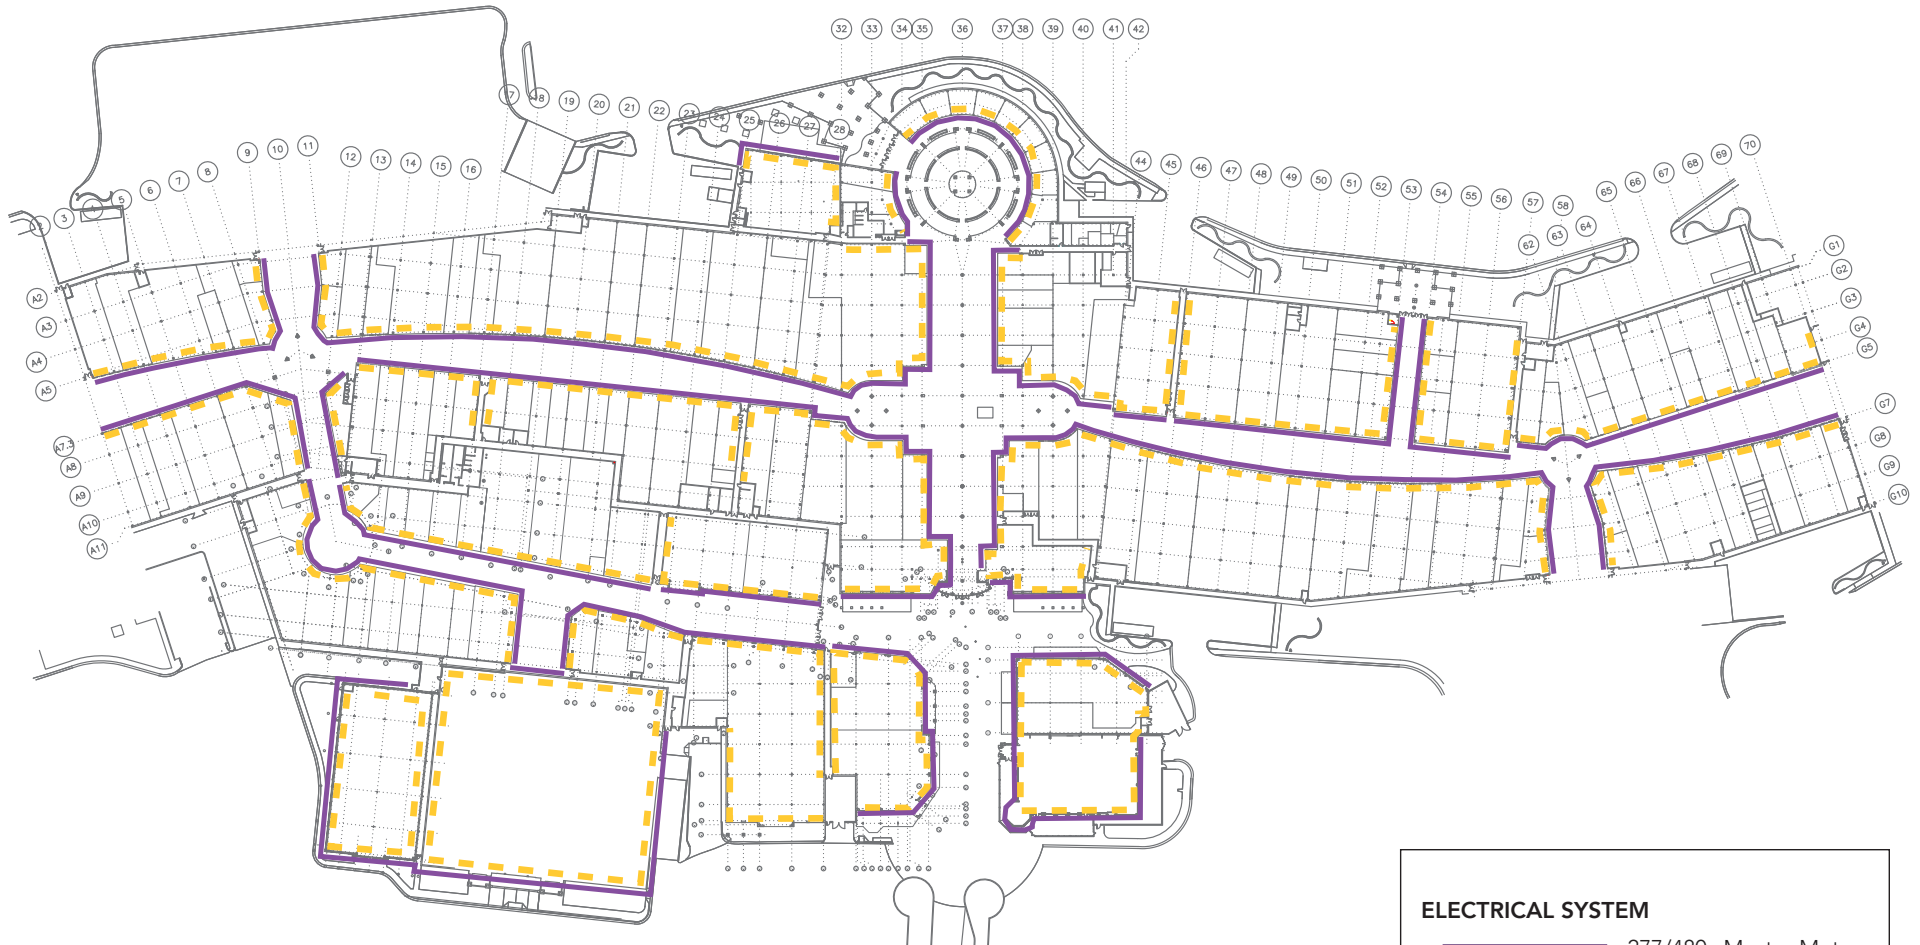 32 33 34 35 36 37 38 39 40 41 42
17 18 19 20 21 22 23 24 25 26 27 28
3 5 6 7 8 9 10 11 12 13 14 15 16
44 45 46 47 48 49 50 51 52 53 54 55 56 57 58
62 63 64 65 66 67 68 69 70
A2
A3
A4
A5
A7.3
A8
A9
A10
A11
G1
G2
G3
G4
G5
G7
G8
G9
G10
ELECTRICAL SYSTEM